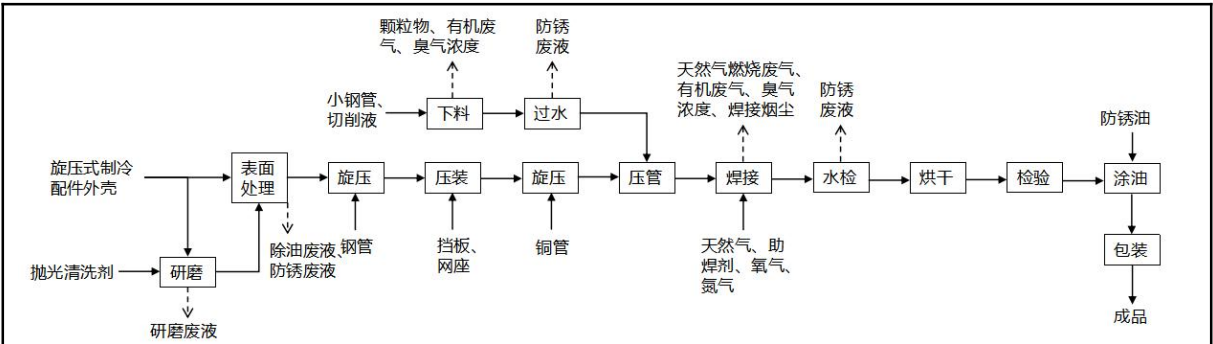 颗粒物、有机废
气、臭气浓度
防锈
废液
天然气燃烧废气、
有机废气、臭气
浓度、焊接烟尘
防锈
废液
小钢管、
切削液
下料
过水
防锈油
旋压式制冷
配件外壳
表面
处理
旋压
压装
旋压
压管
焊接
水检
烘干
检验
涂油
除油废液、
防锈废液
钢管
挡板、
网座
铜管
天然气、助
焊剂、氧气、
氮气
包装
抛光清洗剂
研磨
研磨废液
成品